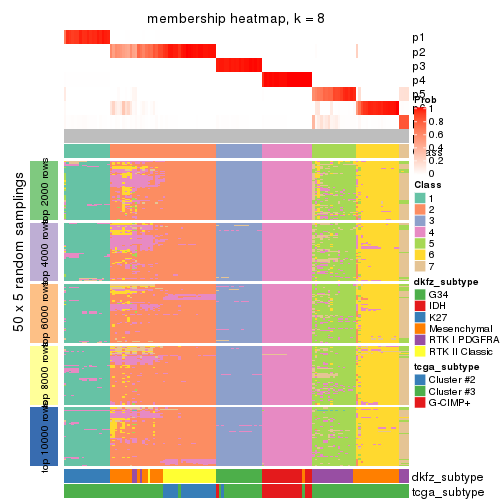 membership heatmap, k = 8
p1
p2
p3
p4
p5
Prob
1
0.8
0.6
0.4
0.2
0
Class
1
2
3
4
5
6
7
dkfz_subtype
G34
IDH
K27
Mesenchymal
RTK I PDGFRA
RTK II Classic
tcga_subtype
Cluster #2
Cluster #3
G-CIMP+
50 x 5 random samplings
top 2000 rows
top 4000 rows
top 6000 rows
top 8000 rows
top 10000 rows
dkfz_subtype
tcga_subtype